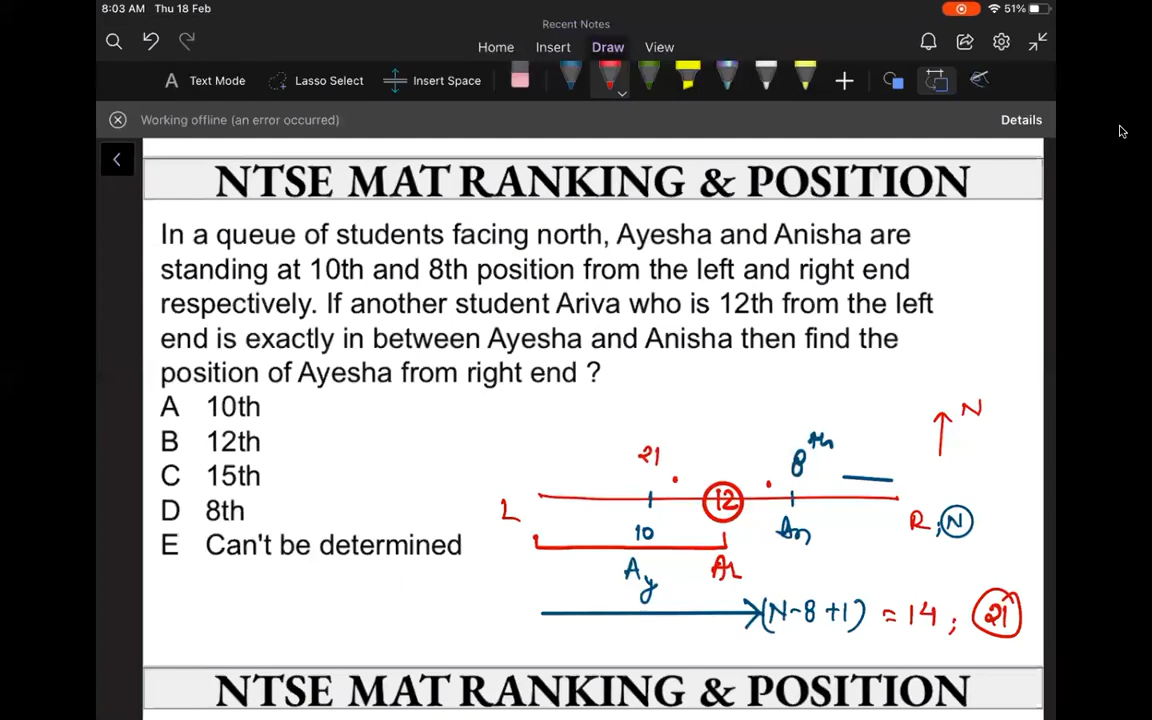 8:03 AM Thu 18 Feb
51%
Recent Notes
Home Insert Draw View
Text Mode Lasso Select Insert Space
Working offline (an error occurred) Details
NTSE MAT RANKING & POSITION
In a queue of students facing north, Ayesha and Anisha are
standing at 10th and 8th position from the left and right end
respectively. If another student Ariva who is 12th from the left
end is exactly in between Ayesha and Anisha then find the
position of Ayesha from right end ?
A 10th
B 12th
C 15th
D 8th
E Can't be determined
N
21
8th
12
L
R ; N
10
An
Ay
Ar
(N-8+1) = 14 ; 21
NTSE MAT RANKING & POSITION